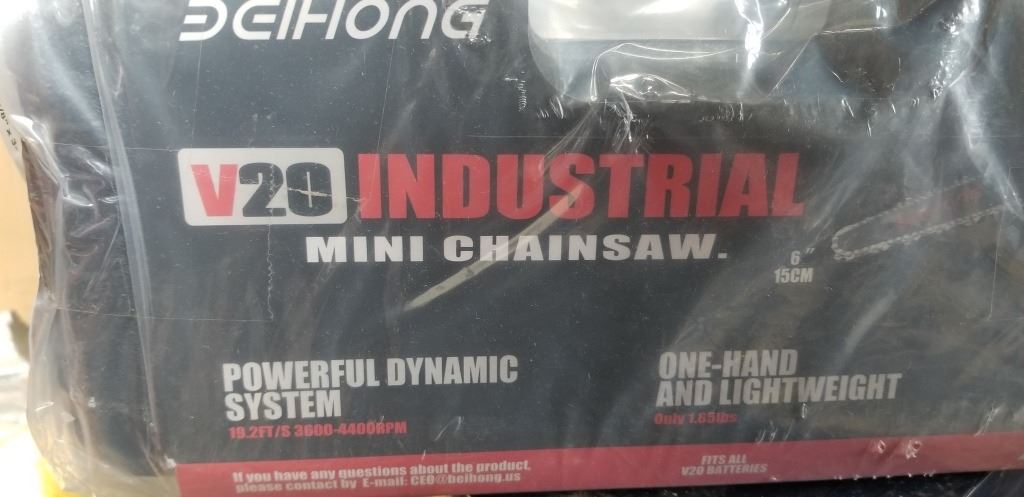 BEIHONG
V20 INDUSTRIAL
MINI CHAINSAW.
6"
15CM
POWERFUL DYNAMIC
SYSTEM
19.2FT/S 3600-4400RPM
ONE-HAND
AND LIGHTWEIGHT
Only 1.65lbs
If you have any questions about the product,
please contact by E-mail: CEO@beihong.us
FITS ALL
V20 BATTERIES